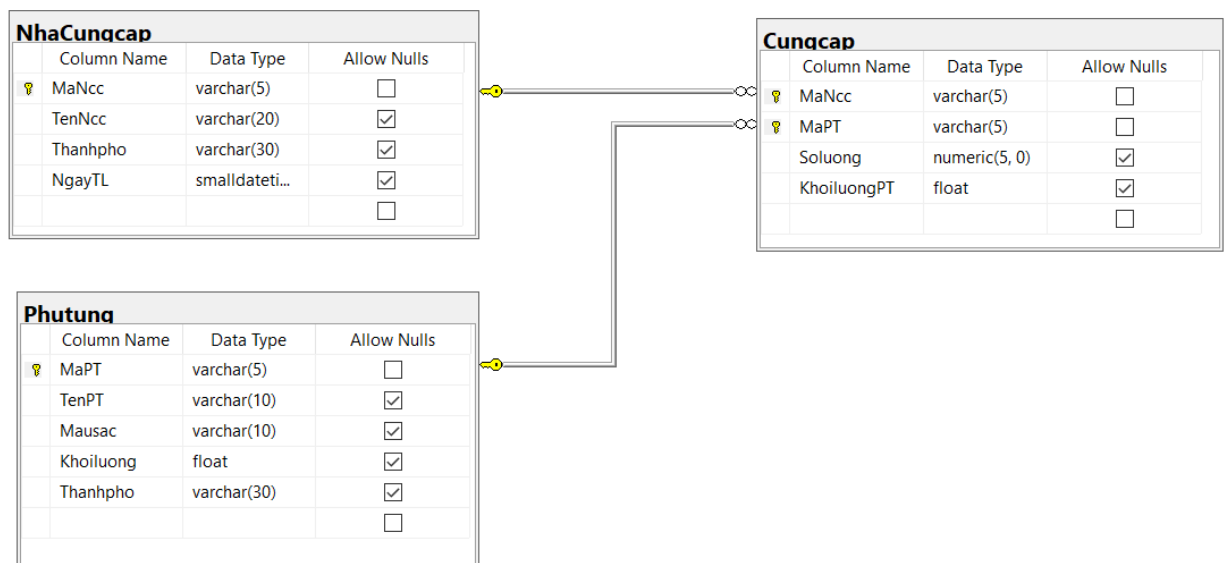 NhaCungcap
Column Name Data Type Allow Nulls
MaNcc varchar(5)
TenNcc varchar(20)
Thanhpho varchar(30)
NgayTL smalldateti...
Cungcap
Column Name Data Type Allow Nulls
MaNcc varchar(5)
MaPT varchar(5)
Soluong numeric(5, 0)
KhoiluongPT float
Phutung
Column Name Data Type Allow Nulls
MaPT varchar(5)
TenPT varchar(10)
Mausac varchar(10)
Khoiluong float
Thanhpho varchar(30)